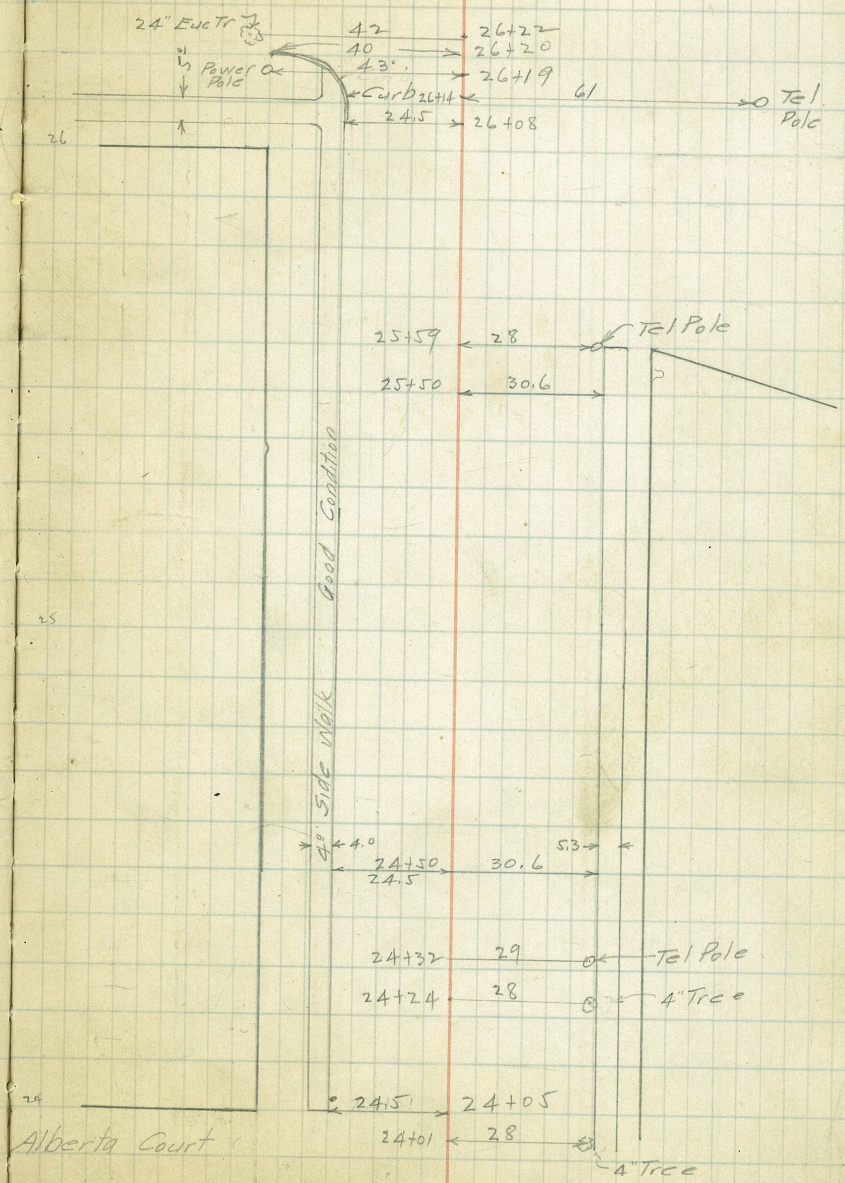 24" Euc Tr 42 26+22
40 26+20
Power Pole 43°. 26+19
Curb 26+14 61 Tel. Pole
24.5 26+08
26
Tel Pole
25+59 28
25+50 30.6
4° Side Walk Good Condition
25
4.0 5.3
24+50 30.6
24.5
24+32 29 Tel Pole
24+24 28 4" Tree
24
24.5 24+05
Alberta Court 24+01 28
4" Tree